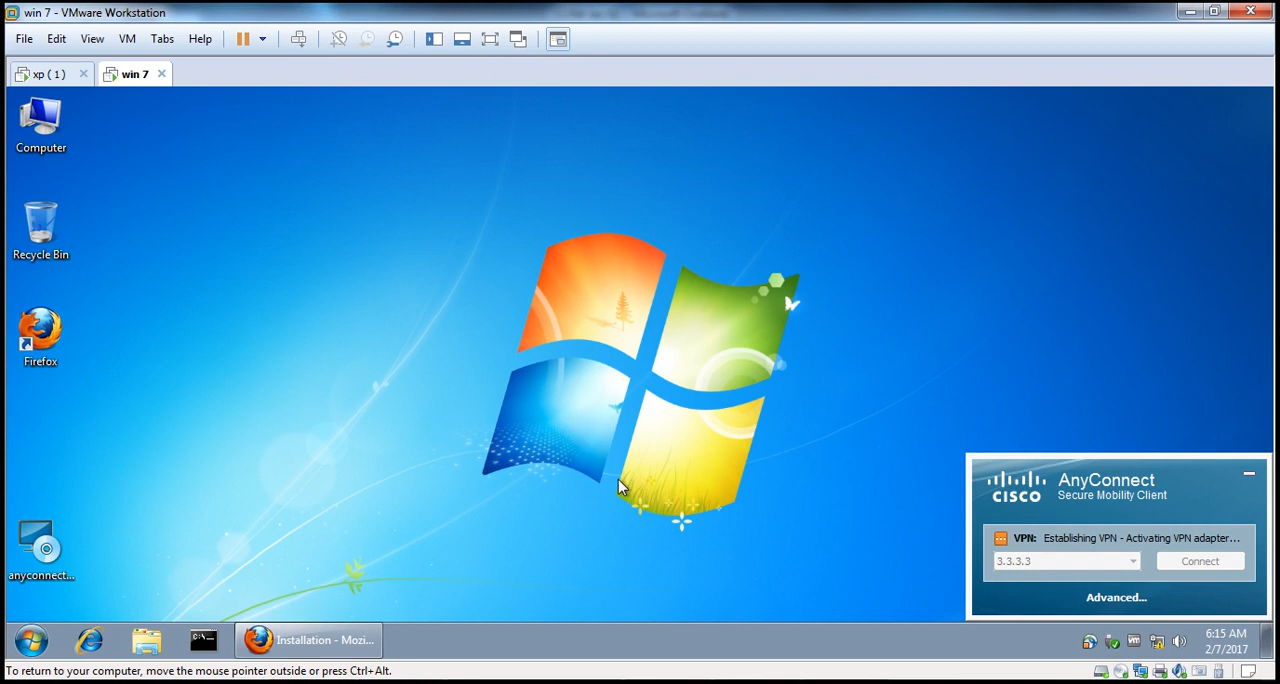 win 7 - VMware Workstation
File Edit View VM Tabs Help
xp ( 1 ) win 7
Computer
Recycle Bin
Firefox
anyconnect...
CISCO
AnyConnect
Secure Mobility Client
VPN: Establishing VPN - Activating VPN adapter...
3.3.3.3 Connect
Advanced...
C:\
Installation - Mozi...
vm
6:15 AM
2/7/2017
To return to your computer, move the mouse pointer outside or press Ctrl+Alt.